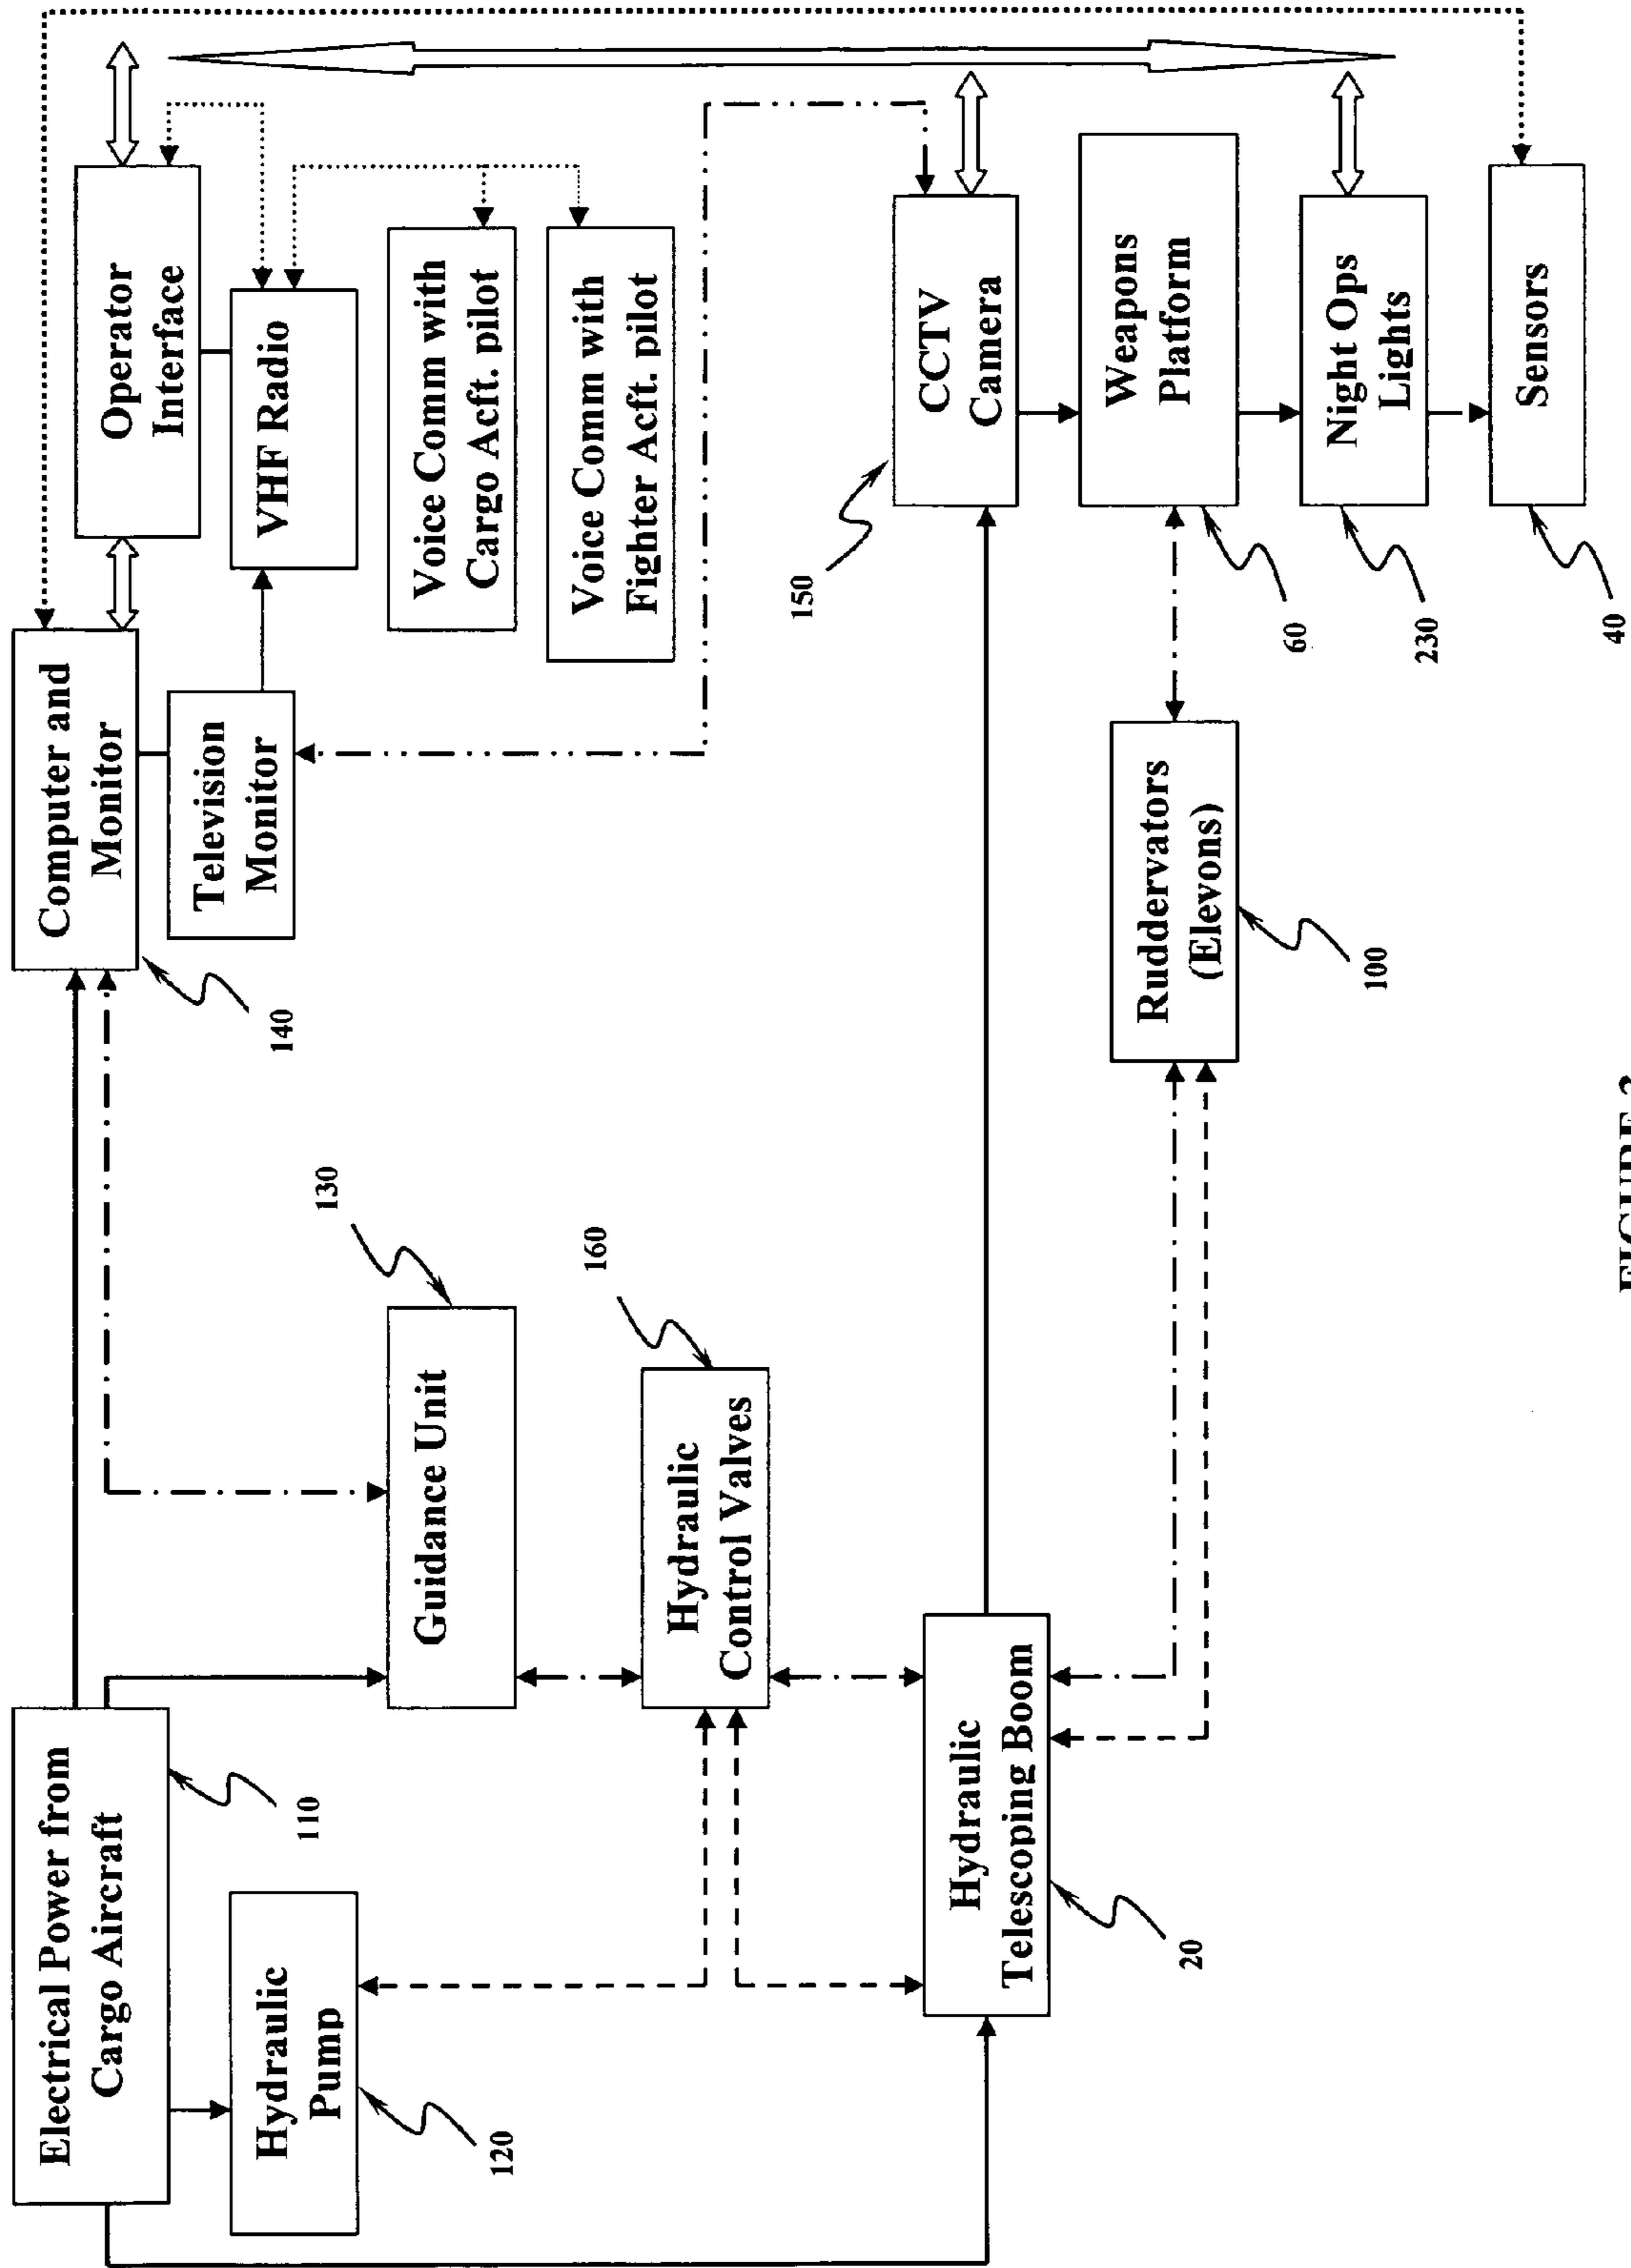 Electrical Power from
Cargo Aircraft
110
Hydraulic
Pump
120
Computer and
Monitor
140
Television
Monitor
Operator
Interface
VHF Radio
Voice Comm with
Cargo Acft. pilot
Voice Comm with
Fighter Acft. pilot
Guidance Unit
130
Hydraulic
Control Valves
160
Hydraulic
Telescoping Boom
20
CCTV
Camera
150
Weapons
Platform
60
Ruddervators
(Elevons)
100
Night Ops
Lights
230
Sensors
40
FIGURE